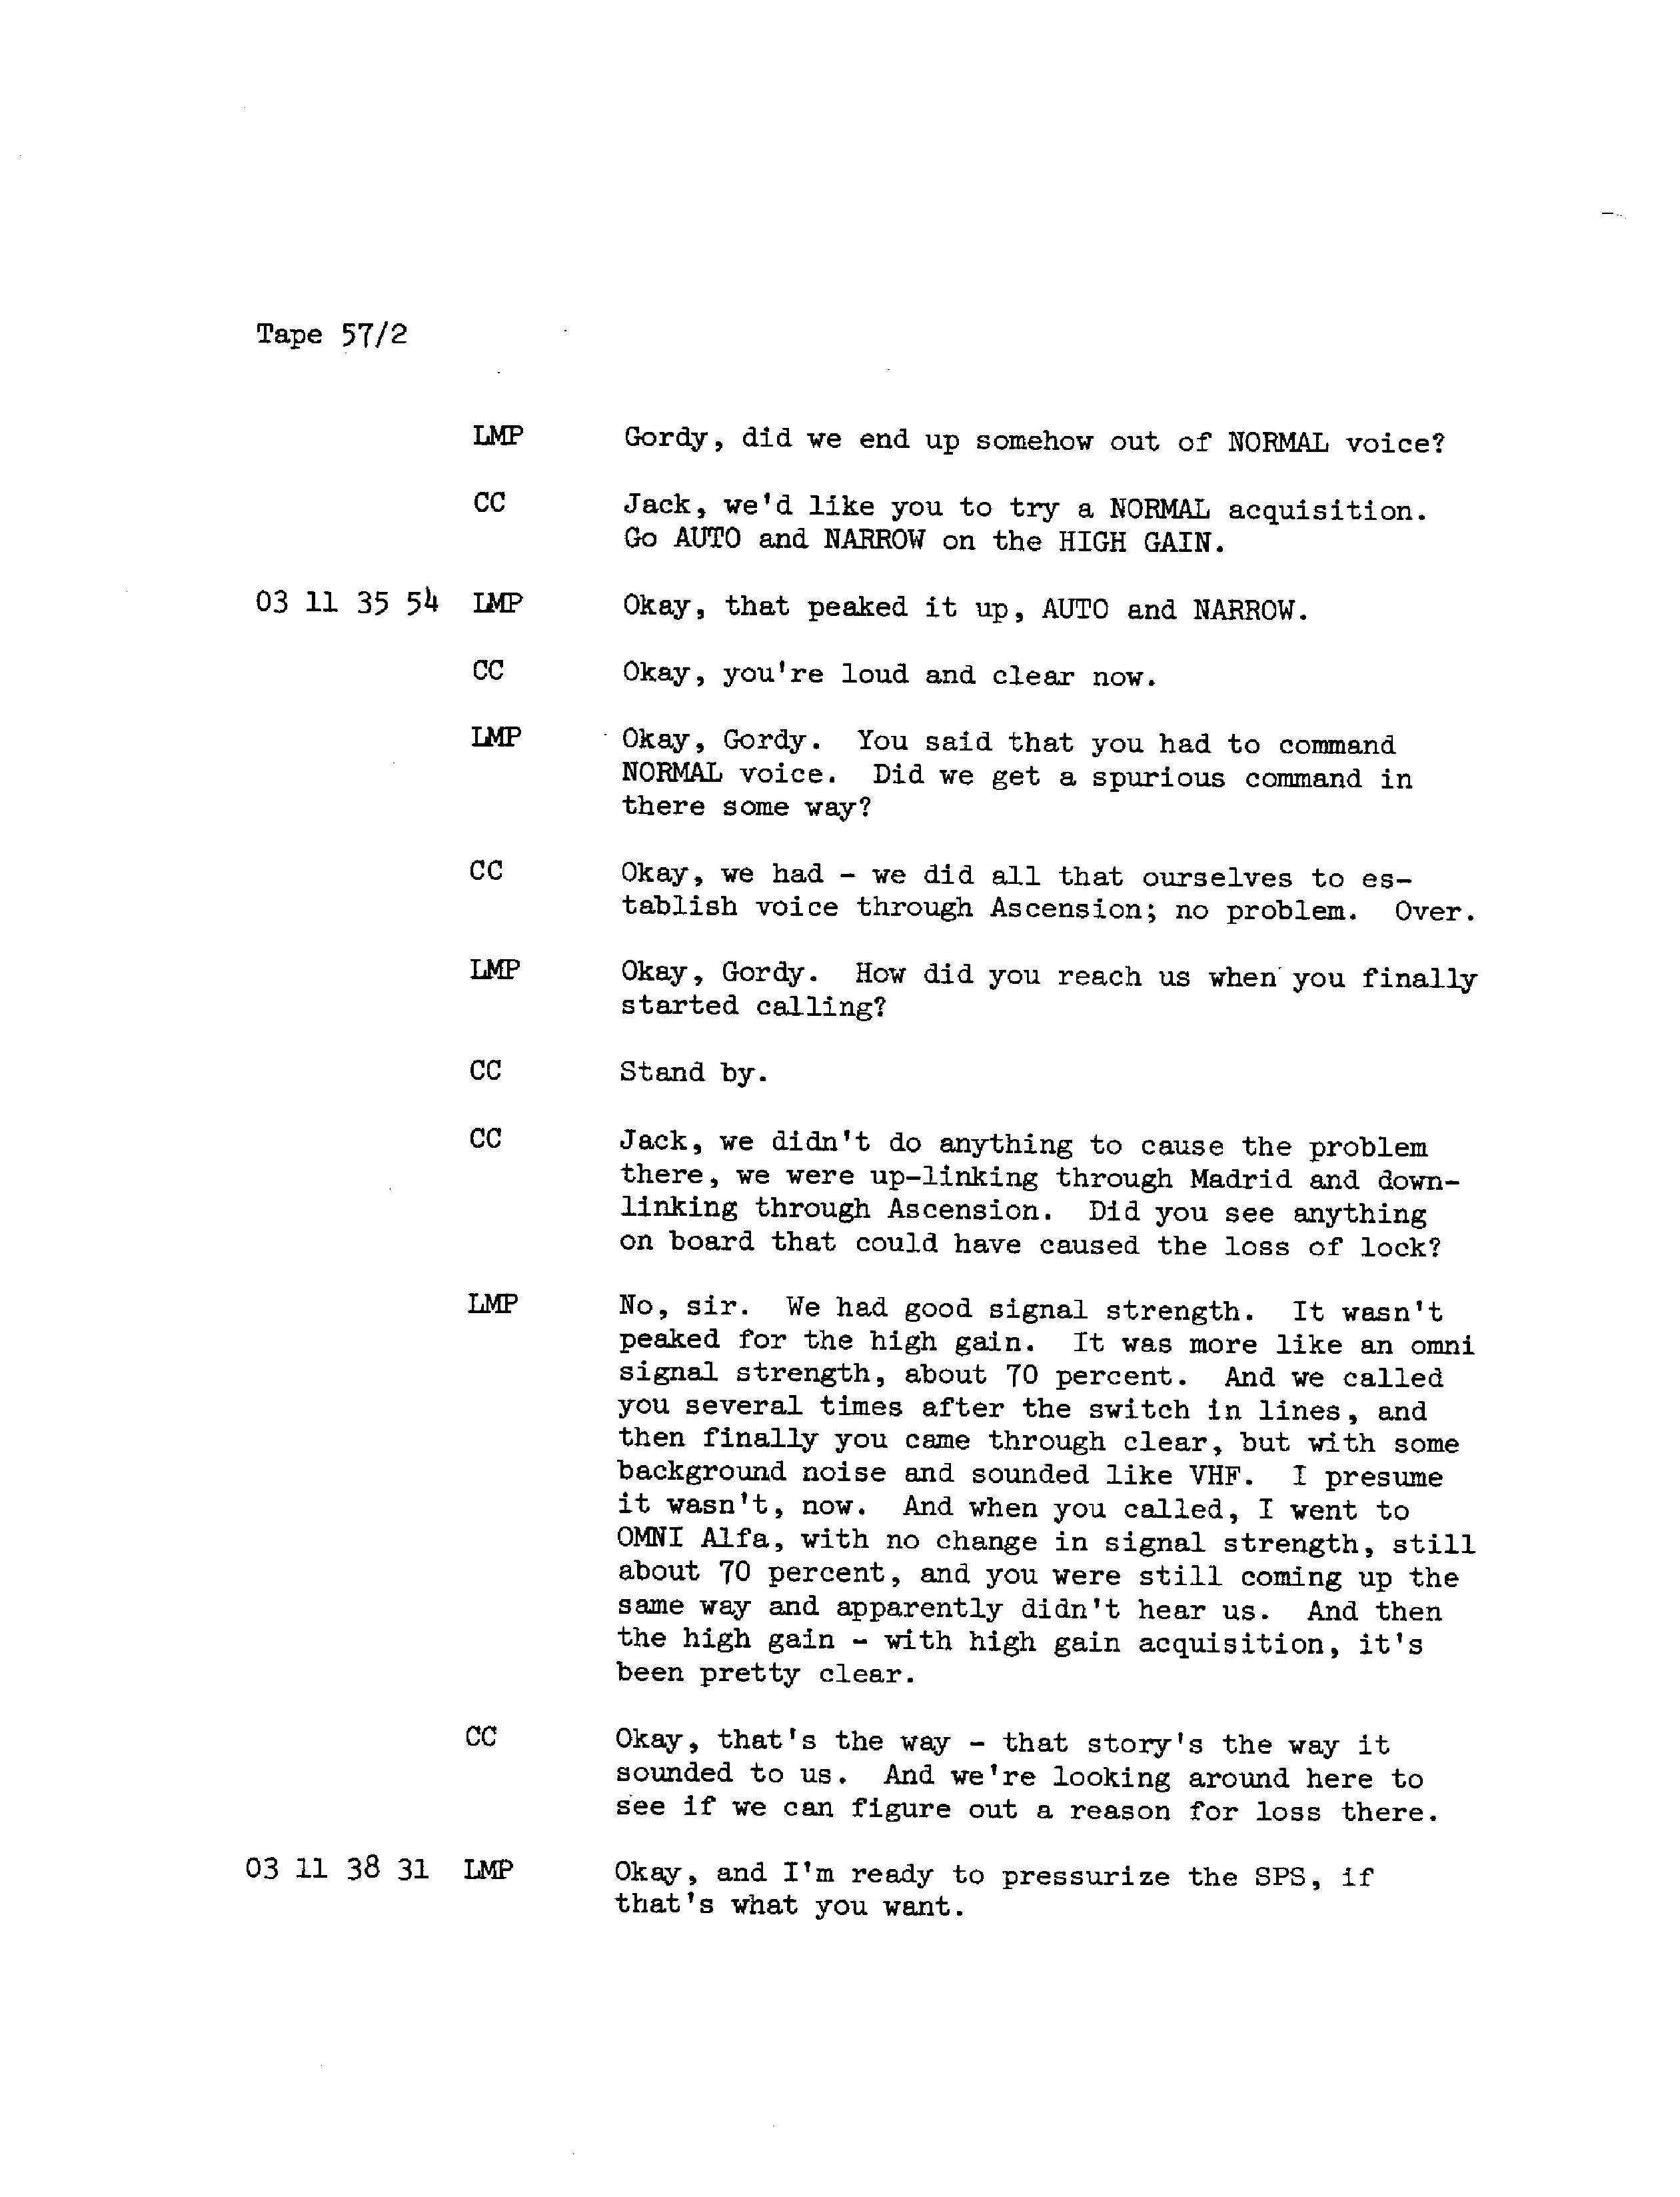 Tape 57/2
LMP Gordy, did we end up somehow out of NORMAL voice?
CC Jack, we'd like you to try a NORMAL acquisition.
Go AUTO and NARROW on the HIGH GAIN.
03 11 35 54 LMP Okay, that peaked it up, AUTO and NARROW.
CC Okay, you're loud and clear now.
LMP Okay, Gordy. You said that you had to command
NORMAL voice. Did we get a spurious command in
there some way?
CC Okay, we had - we did all that ourselves to es-
tablish voice through Ascension; no problem. Over.
LMP Okay, Gordy. How did you reach us when you finally
started calling?
CC Stand by.
CC Jack, we didn't do anything to cause the problem
there, we were up-linking through Madrid and down-
linking through Ascension. Did you see anything
on board that could have caused the loss of lock?
LMP No, sir. We had good signal strength. It wasn't
peaked for the high gain. It was more like an omni
signal strength, about 70 percent. And we called
you several times after the switch in lines, and
then finally you came through clear, but with some
background noise and sounded like VHF. I presume
it wasn't, now. And when you called, I went to
OMNI Alfa, with no change in signal strength, still
about 70 percent, and you were still coming up the
same way and apparently didn't hear us. And then
the high gain - with high gain acquisition, it's
been pretty clear.
CC Okay, that's the way - that story's the way it
sounded to us. And we're looking around here to
see if we can figure out a reason for loss there.
03 11 38 31 LMP Okay, and I'm ready to pressurize the SPS, if
that's what you want.